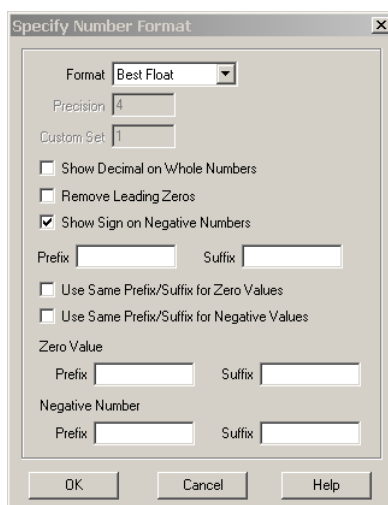 Specify Number Format
Format Best Float
Precision 4
Custom Set 1
Show Decimal on Whole Numbers
Remove Leading Zeros
Show Sign on Negative Numbers
Prefix Suffix
Use Same Prefix/Suffix for Zero Values
Use Same Prefix/Suffix for Negative Values
Zero Value
Prefix Suffix
Negative Number
Prefix Suffix
OK Cancel Help